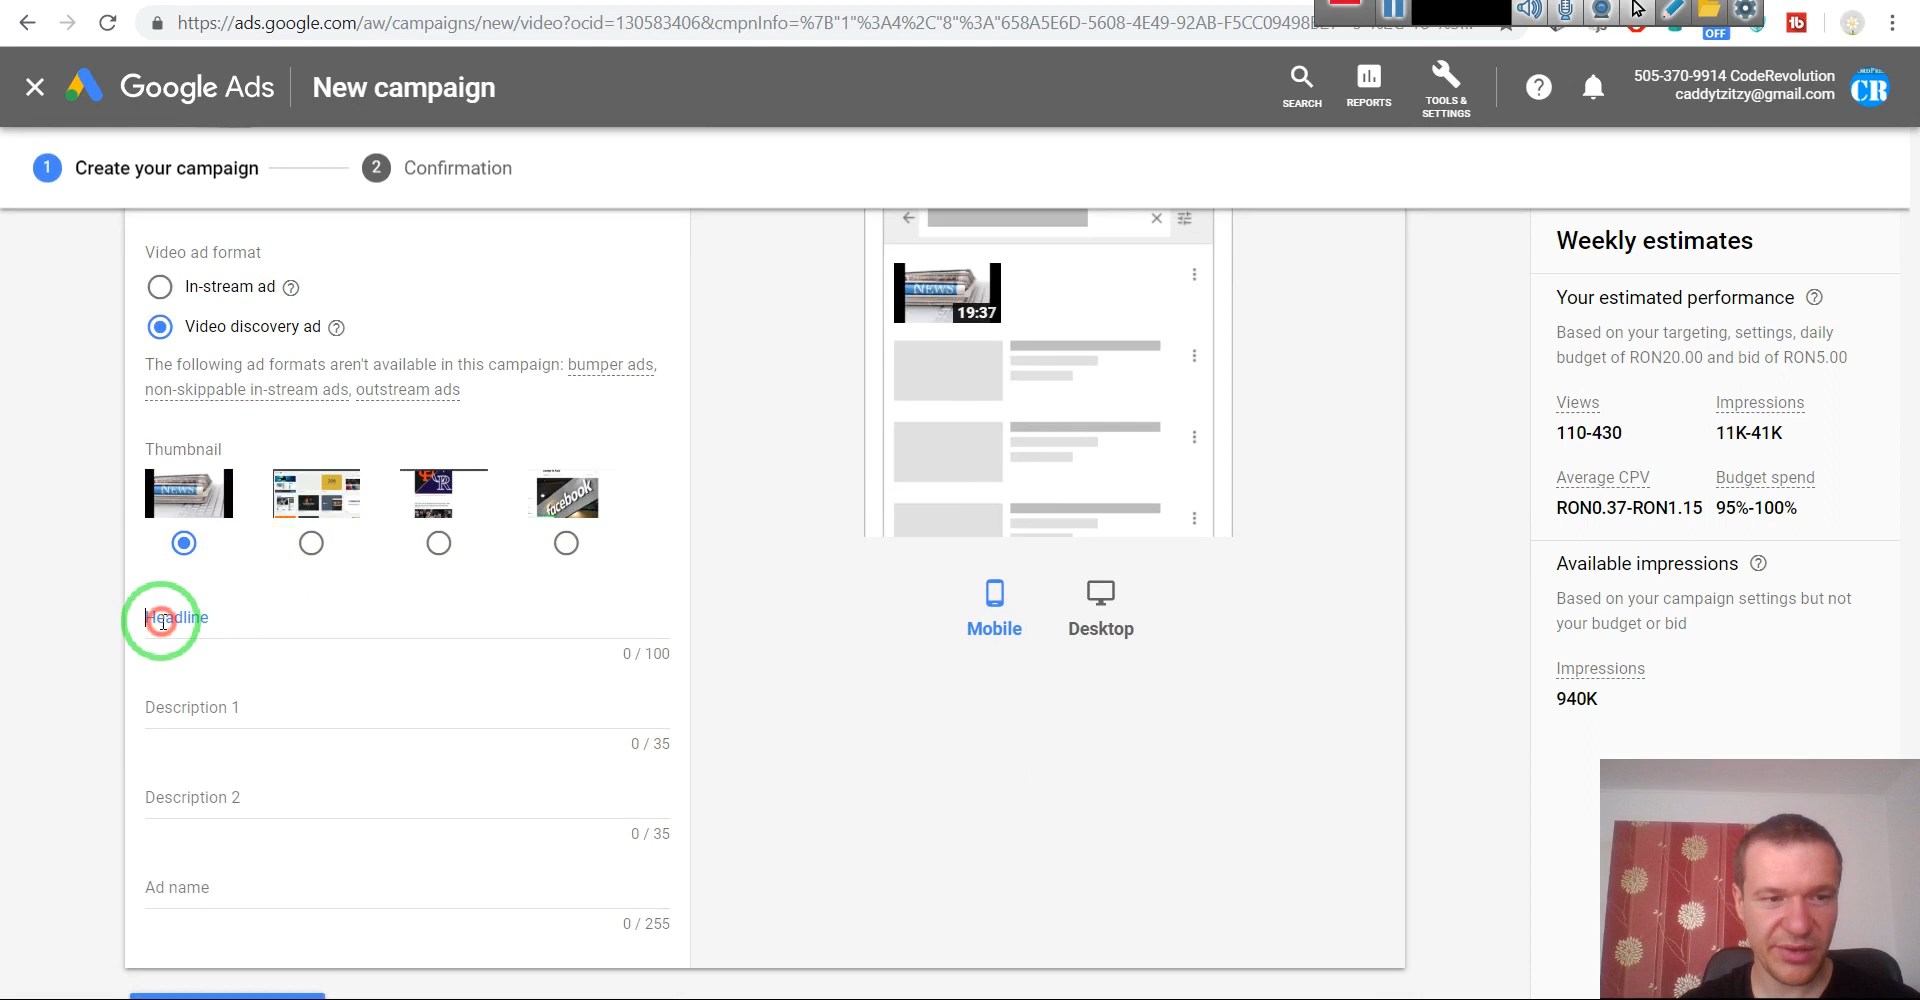 https://ads.google.com/aw/campaigns/new/video?ocid=130583406&cmpnInfo=%7B"1"%3A4%2C"8"%3A"658A5E6D-5608-4E49-92AB-F5CC09498
OFF
Google Ads
New campaign
SEARCH
REPORTS
TOOLS &
SETTINGS
505-370-9914 CodeRevolution
caddytzitzy@gmail.com
CR
1
Create your campaign
2
Confirmation
Video ad format
In-stream ad
Video discovery ad
The following ad formats aren't available in this campaign: bumper ads,
non-skippable in-stream ads, outstream ads
Thumbnail
NEWS
facebook
Headline
0 / 100
Description 1
0 / 35
Description 2
0 / 35
Ad name
0 / 255
NEWS
19:37
Mobile
Desktop
Weekly estimates
Your estimated performance
Based on your targeting, settings, daily
budget of RON20.00 and bid of RON5.00
Views
Impressions
110-430
11K-41K
Average CPV
Budget spend
RON0.37-RON1.15
95%-100%
Available impressions
Based on your campaign settings but not
your budget or bid
Impressions
940K